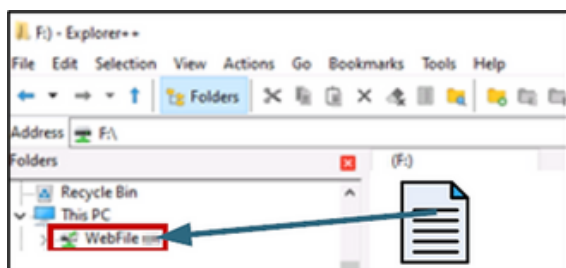 F:) - Explorer++
File Edit Selection View Actions Go Bookmarks Tools Help
Folders
Address F:\
Folders
(F:)
Recycle Bin
This PC
WebFile